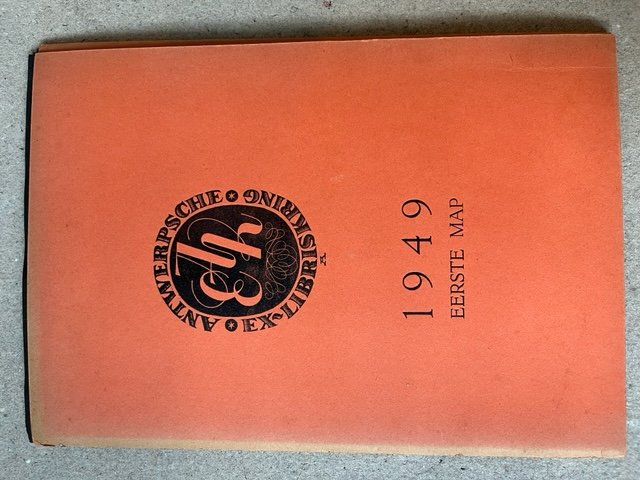 ANTWERPSCHE
EX-LIBRISKRING
1949
EERSTE MAP